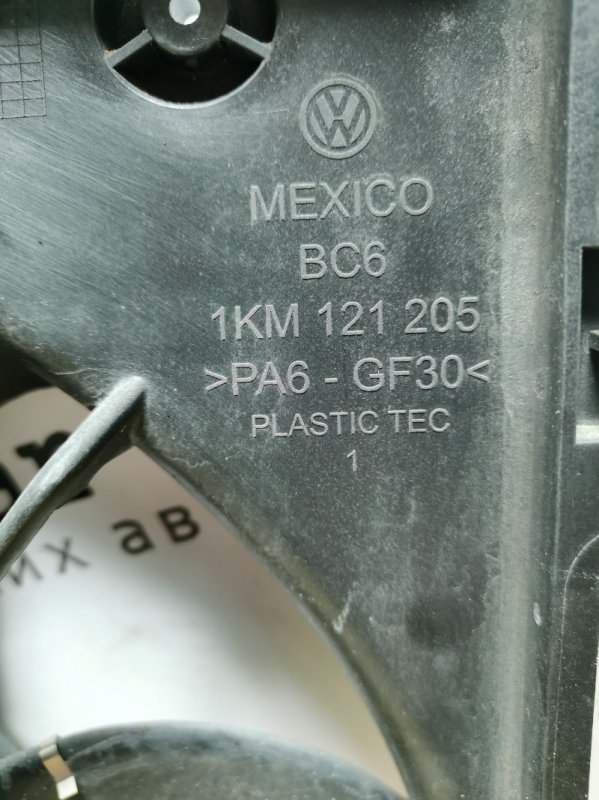 MEXICO
BC6
1KM 121 205
>PA6 - GF30<
PLASTIC TEC
1